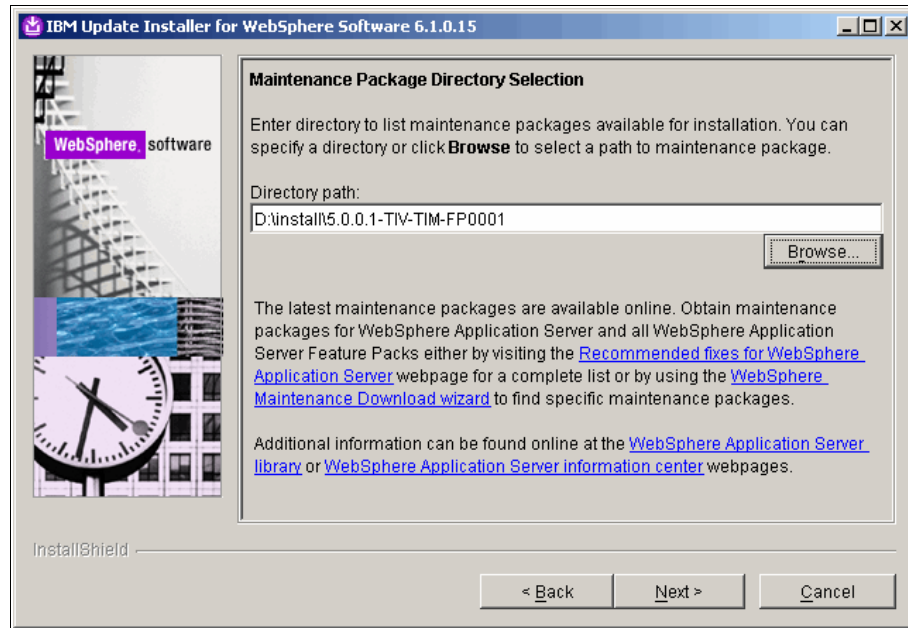 IBM Update Installer for WebSphere Software 6.1.0.15
WebSphere. software
Maintenance Package Directory Selection
Enter directory to list maintenance packages available for installation. You can
specify a directory or click Browse to select a path to maintenance package.
Directory path:
D:\install\5.0.0.1-TIV-TIM-FP0001
Browse...
The latest maintenance packages are available online. Obtain maintenance
packages for WebSphere Application Server and all WebSphere Application
Server Feature Packs either by visiting the Recommended fixes for WebSphere
Application Server webpage for a complete list or by using the WebSphere
Maintenance Download wizard to find specific maintenance packages.
Additional information can be found online at the WebSphere Application Server
library or WebSphere Application Server information center webpages.
InstallShield
< Back Next > Cancel